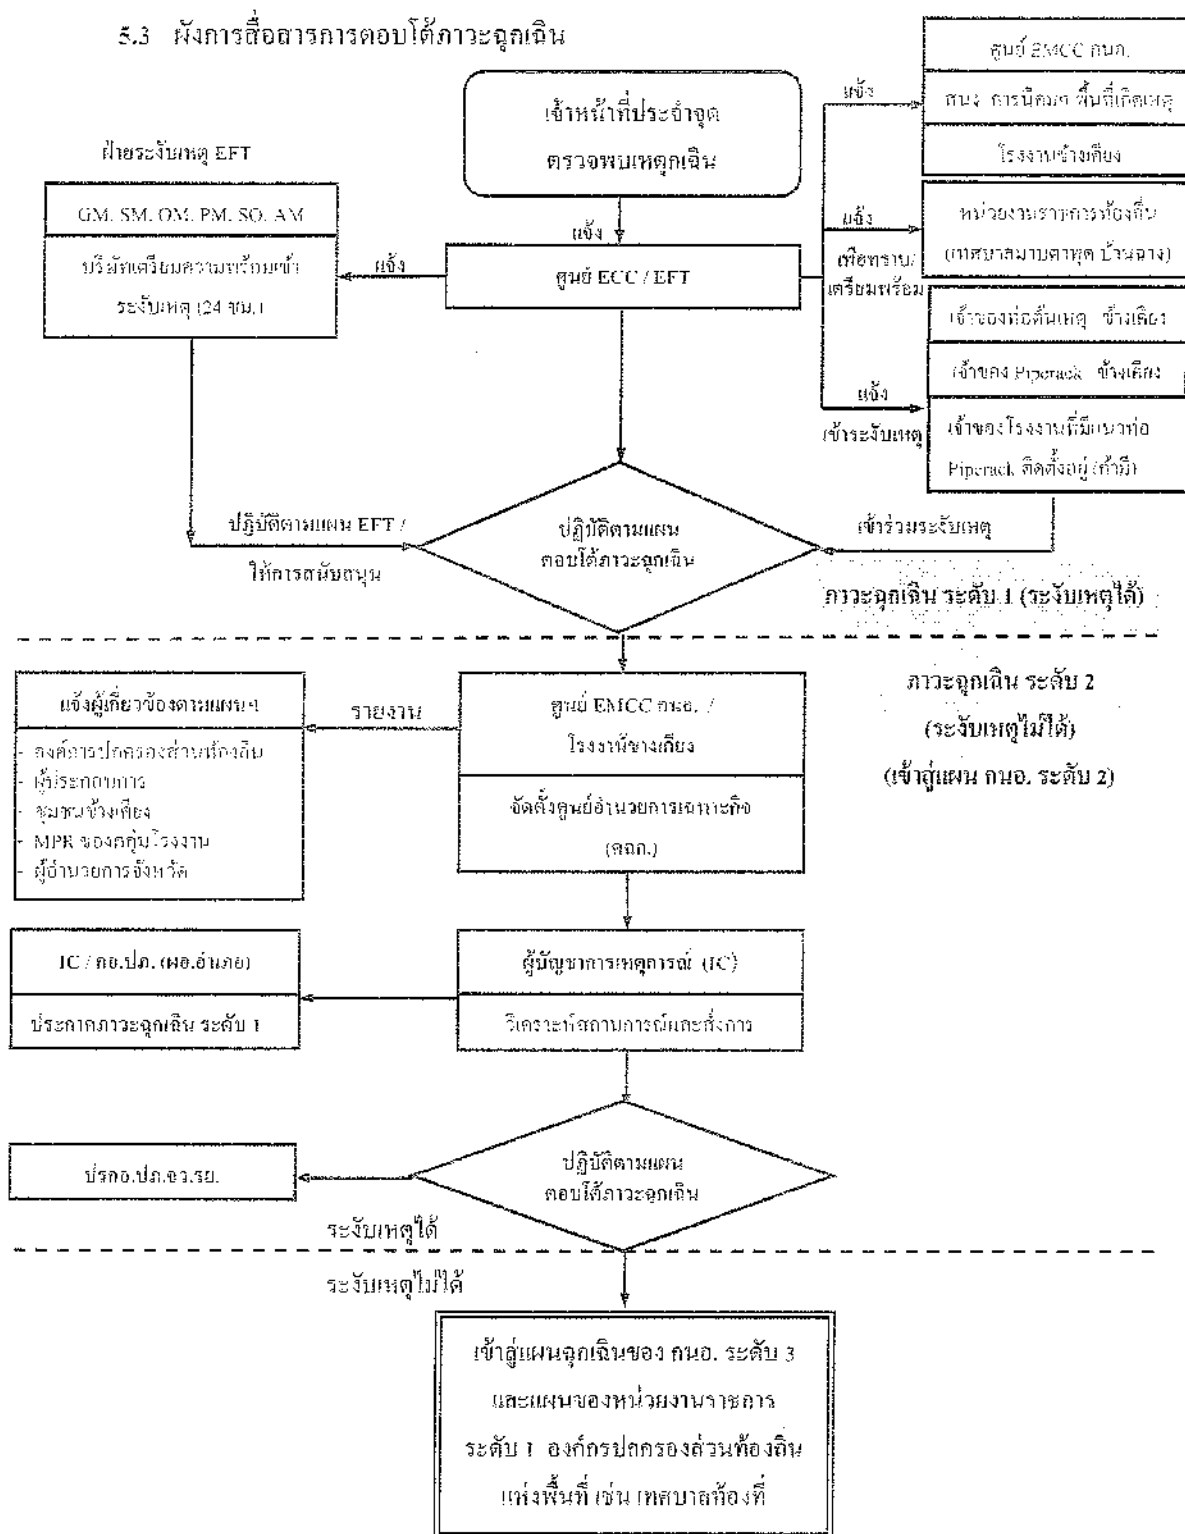 5.3 ผังการสื่อสารการตอบโต้ภาวะฉุกเฉิน
เจ้าหน้าที่ประจำจุด
ตรวจพบเหตุกเฉิน
แจ้ง
ศูนย์ ECC / EFT
แจ้ง
ฝ่ายระงับเหตุ EFT
GM. SM. OM. PM. SO. AM
บริษัทเตรียมความพร้อมเข้า
ระงับเหตุ (24 ชม.)
แจ้ง
ศูนย์ EMCC กนอ.
สนง. การนิคมฯ พื้นที่เกิดเหตุ
โรงงานข้างเคียง
แจ้ง
เพื่อทราบ/
เตรียมพร้อม
หน่วยงานราชการท้องถิ่น
(เทศบาลมาบตาพุด บ้านฉาง)
แจ้ง
เข้าระงับเหตุ
เจ้าของท่อต้นเหตุ ข้างเคียง
เจ้าของ Piperack ข้างเคียง
เจ้าของโรงงานที่มีแนวท่อ
Piperack ติดตั้งอยู่ (ถ้ามี)
ปฏิบัติตามแผน EFT /
ให้การสนับสนุน
ปฏิบัติตามแผน
ตอบโต้ภาวะฉุกเฉิน
เข้าร่วมระงับเหตุ
ภาวะฉุกเฉิน ระดับ 1 (ระงับเหตุได้)
ภาวะฉุกเฉิน ระดับ 2
(ระงับเหตุไม่ได้)
(เข้าสู่แผน กนอ. ระดับ 2)
ศูนย์ EMCC กนอ. /
โรงงานข้างเคียง
จัดตั้งศูนย์อำนวยการเฉพาะกิจ
(ศฉก.)
รายงาน
แจ้งผู้เกี่ยวข้องตามแผนฯ
- องค์การปกครองส่วนท้องถิ่น
- ผู้ประกอบการ
- ชุมชนข้างเคียง
- MPR ของกลุ่มโรงงาน
- ผู้อำนวยการจังหวัด
ผู้บัญชาการเหตุการณ์ (IC)
วิเคราะห์สถานการณ์และสั่งการ
IC / กอ.ปภ. (ผอ.อำเภอ)
ประกาศภาวะฉุกเฉิน ระดับ 1
ปฏิบัติตามแผน
ตอบโต้ภาวะฉุกเฉิน
ปรกอ.ปภ.จว.รย.
ระงับเหตุได้
ระงับเหตุไม่ได้
เข้าสู่แผนฉุกเฉินของ กนอ. ระดับ 3
และแผนของหน่วยงานราชการ
ระดับ 1 องค์กรปกครองส่วนท้องถิ่น
แห่งพื้นที่ เช่น เทศบาลท้องที่